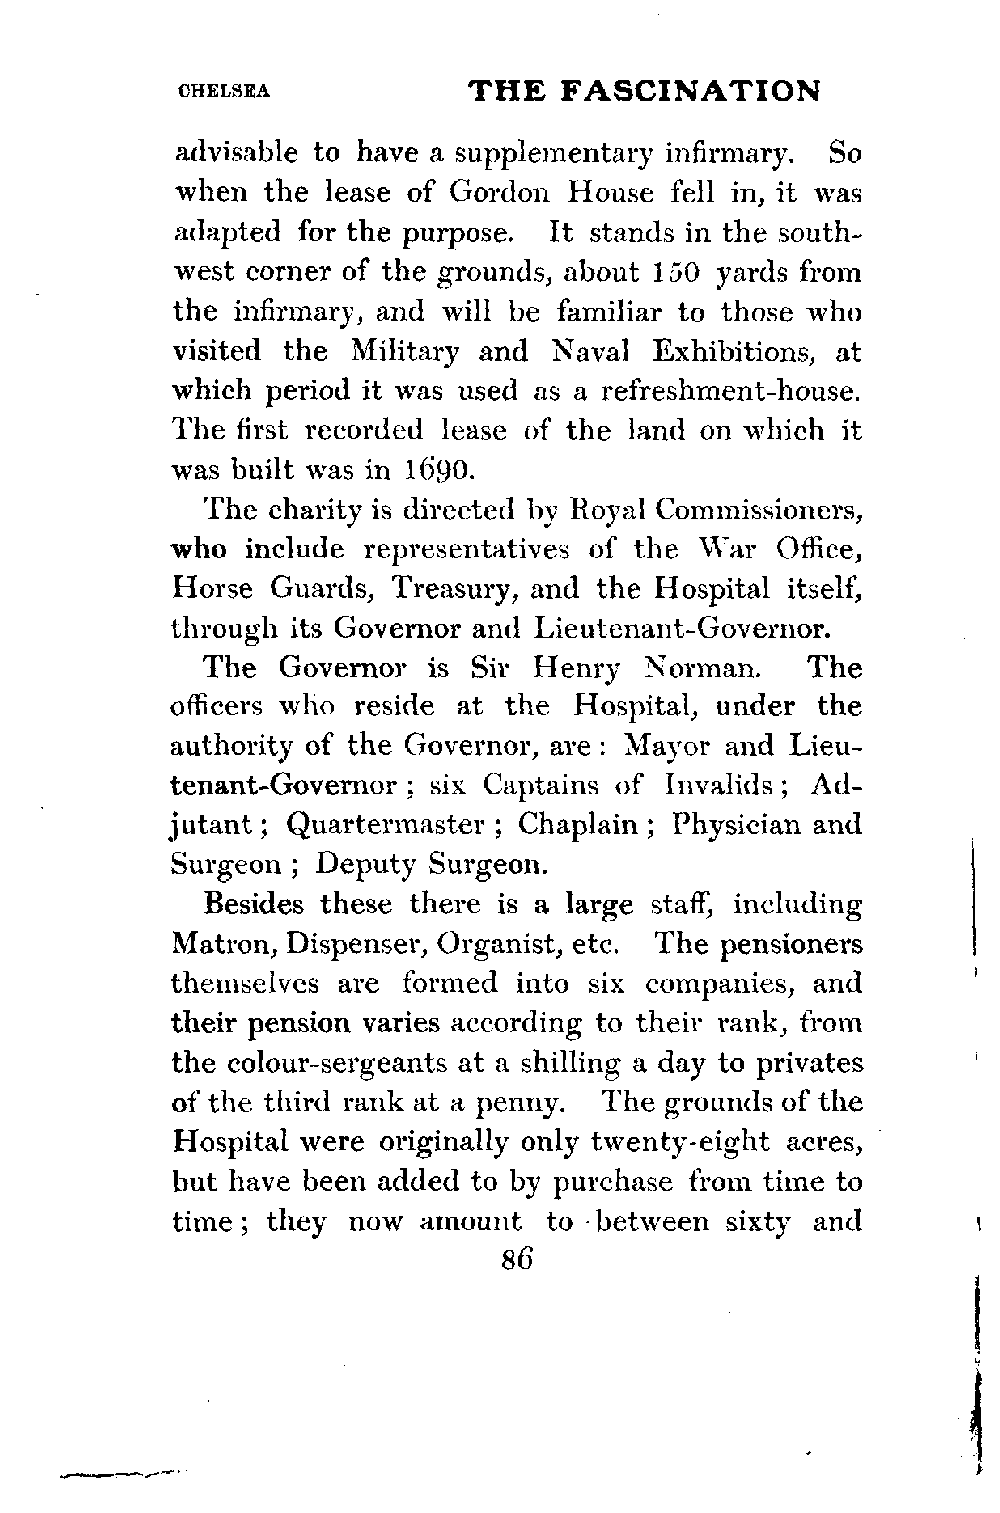 CHELSEA THE FASCINATION
advisable to have a supplementary infirmary. So
when the lease of Gordon House fell in, it was
adapted for the purpose. It stands in the south-
west corner of the grounds, about 150 yards from
the infirmary, and will be familiar to those who
visited the Military and Naval Exhibitions, at
which period it was used as a refreshment-house.
The first recorded lease of the land on which it
was built was in 1690.
The charity is directed by Royal Commissioners,
who include representatives of the War Office,
Horse Guards, Treasury, and the Hospital itself,
through its Governor and Lieutenant-Governor.
The Governor is Sir Henry Norman. The
officers who reside at the Hospital, under the
authority of the Governor, are : Mayor and Lieu-
tenant-Governor ; six Captains of Invalids ; Ad-
jutant ; Quartermaster ; Chaplain ; Physician and
Surgeon ; Deputy Surgeon.
Besides these there is a large staff, including
Matron, Dispenser, Organist, etc. The pensioners
themselves are formed into six companies, and
their pension varies according to their rank, from
the colour-sergeants at a shilling a day to privates
of the third rank at a penny. The grounds of the
Hospital were originally only twenty-eight acres,
but have been added to by purchase from time to
time ; they now amount to between sixty and
86